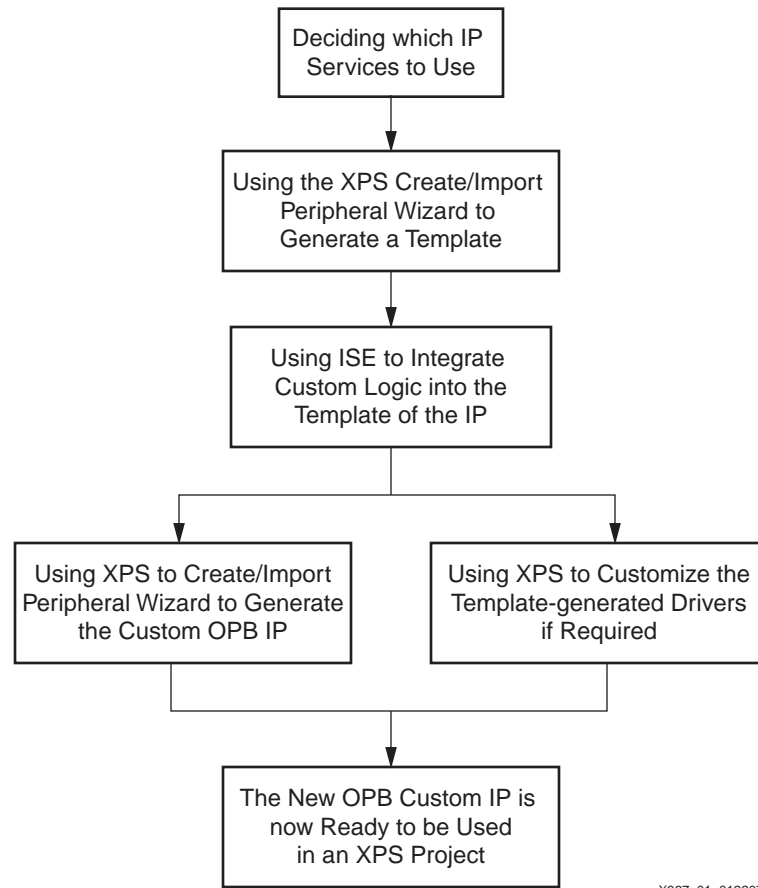 Deciding which IP
Services to Use
Using the XPS Create/Import
Peripheral Wizard to
Generate a Template
Using ISE to Integrate
Custom Logic into the
Template of the IP
Using XPS to Create/Import
Peripheral Wizard to Generate
the Custom OPB IP
Using XPS to Customize the
Template-generated Drivers
if Required
The New OPB Custom IP is
now Ready to be Used
in an XPS Project